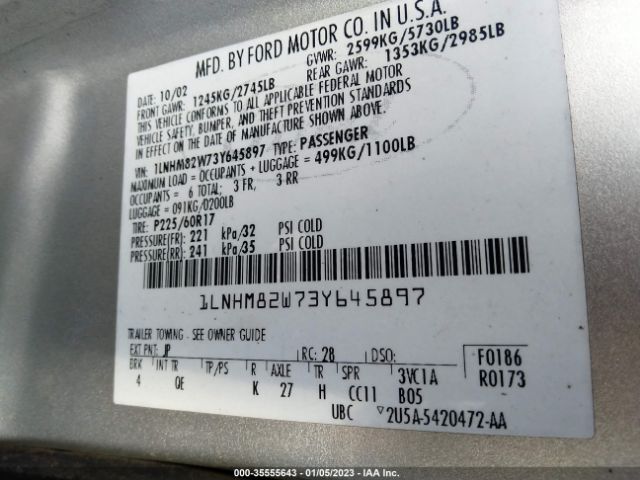 MFD. BY FORD MOTOR CO. IN U.S.A.
DATE: 10/02 GVWR: 2599KG/5730LB
FRONT GAWR: 1245KG/2745LB REAR GAWR: 1353KG/2985LB
THIS VEHICLE CONFORMS TO ALL APPLICABLE FEDERAL MOTOR
VEHICLE SAFETY, BUMPER, AND THEFT PREVENTION STANDARDS
IN EFFECT ON THE DATE OF MANUFACTURE SHOWN ABOVE.
VIN: 1LNHM82W73Y645897 TYPE: PASSENGER
MAXIMUM LOAD = OCCUPANTS + LUGGAGE = 499KG/1100LB
OCCUPANTS = 6 TOTAL; 3 FR, 3 RR
LUGGAGE = 091KG/0200LB
TIRE: P225/60R17
PRESSURE(FR): 221 kPa/32 PSI COLD
PRESSURE(RR): 241 kPa/35 PSI COLD
1LNHM82W73Y645897
TRAILER TOWING - SEE OWNER GUIDE
EXT PNT: JP RC: 28 DSO: F0186
BRK INT TR TP/PS R AXLE TR SPR 3VC1A R0173
4 OE K 27 H CC11 B05
UBC 2U5A-5420472-AA
000-35555643 - 01/05/2023 - IAA Inc.